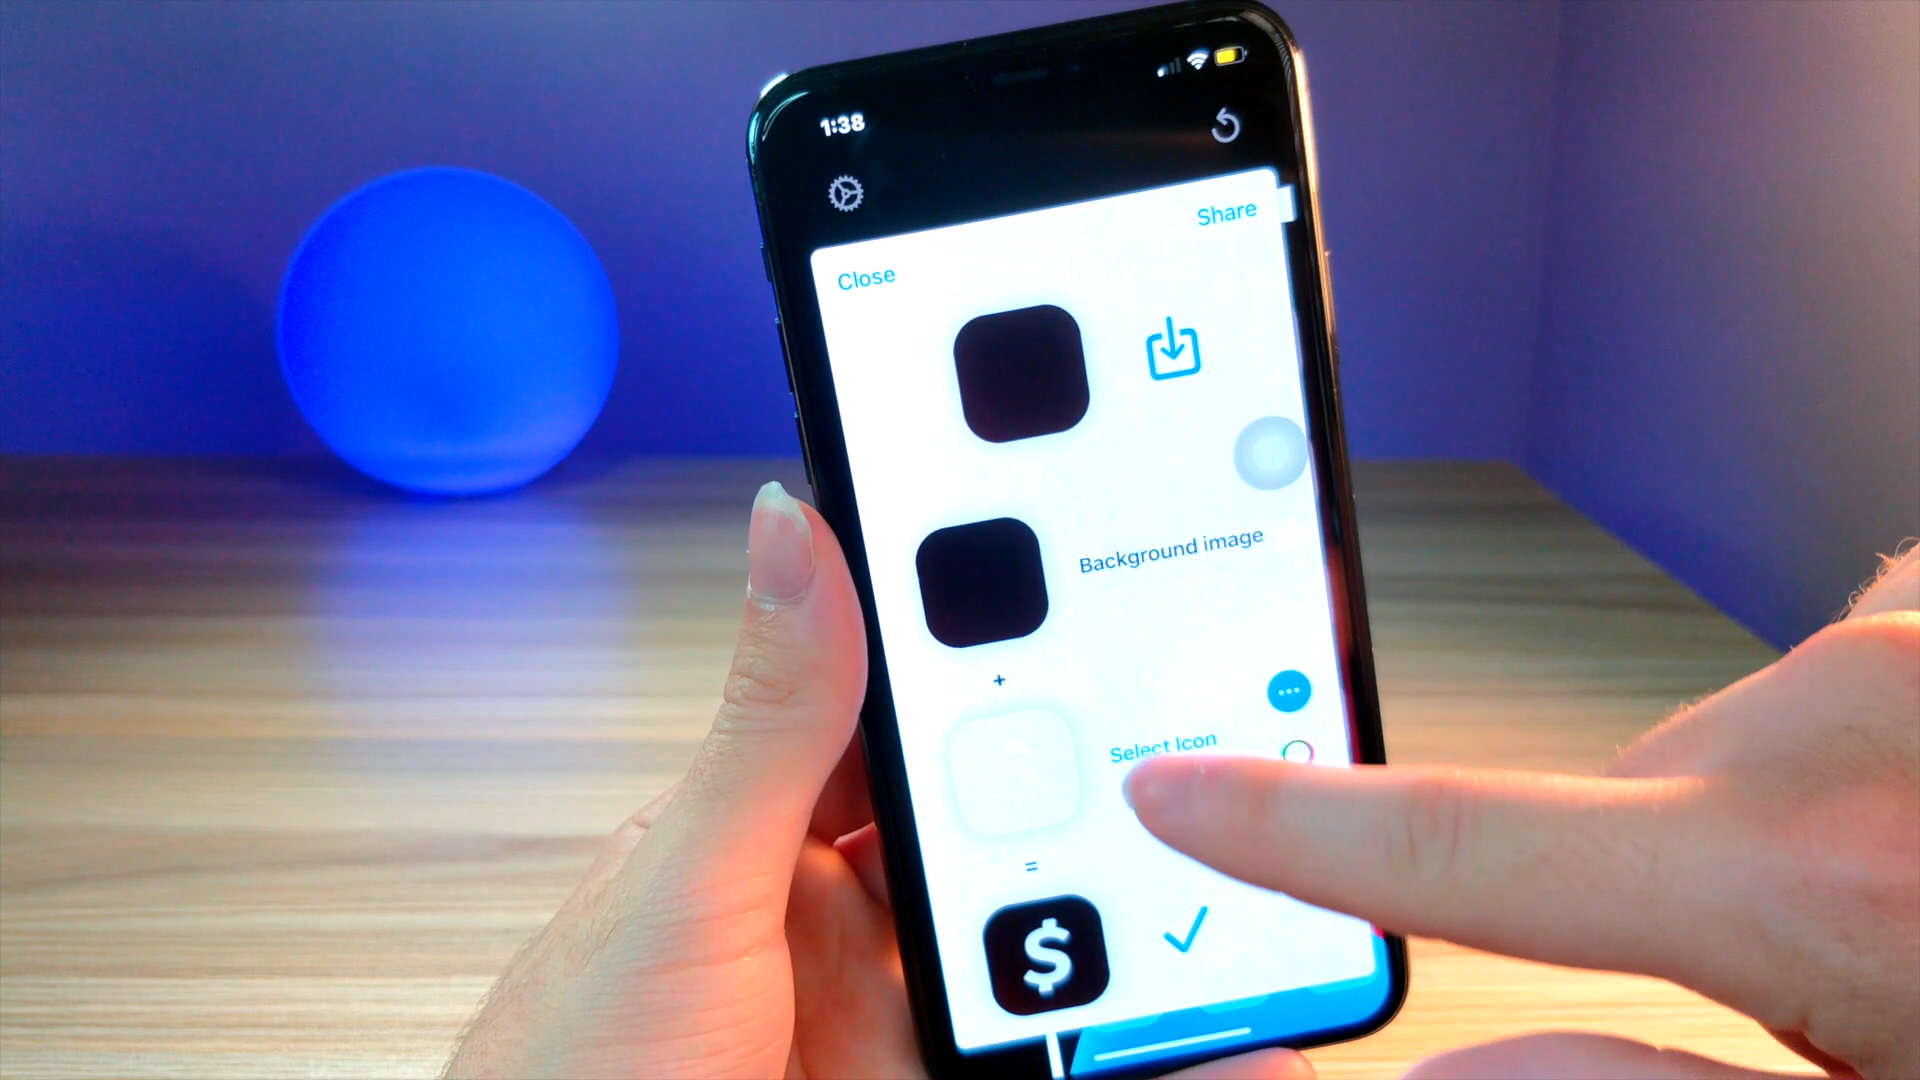 1:38
Share
Close
Background image
+
Select Icon
=
$